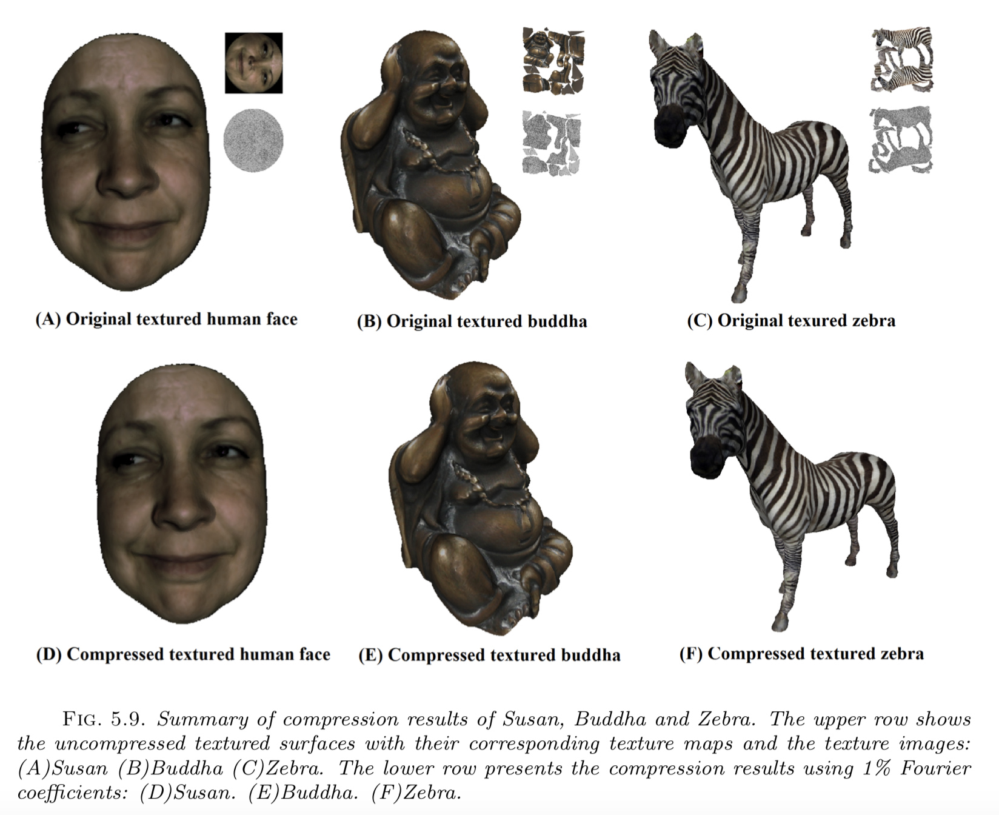 (A) Original textured human face
(B) Original textured buddha
(C) Original texured zebra
(D) Compressed textured human face
(E) Compressed textured buddha
(F) Compressed textured zebra
FIG. 5.9. Summary of compression results of Susan, Buddha and Zebra. The upper row shows
the uncompressed textured surfaces with their corresponding texture maps and the texture images:
(A)Susan (B)Buddha (C)Zebra. The lower row presents the compression results using 1% Fourier
coefficients: (D)Susan. (E)Buddha. (F)Zebra.